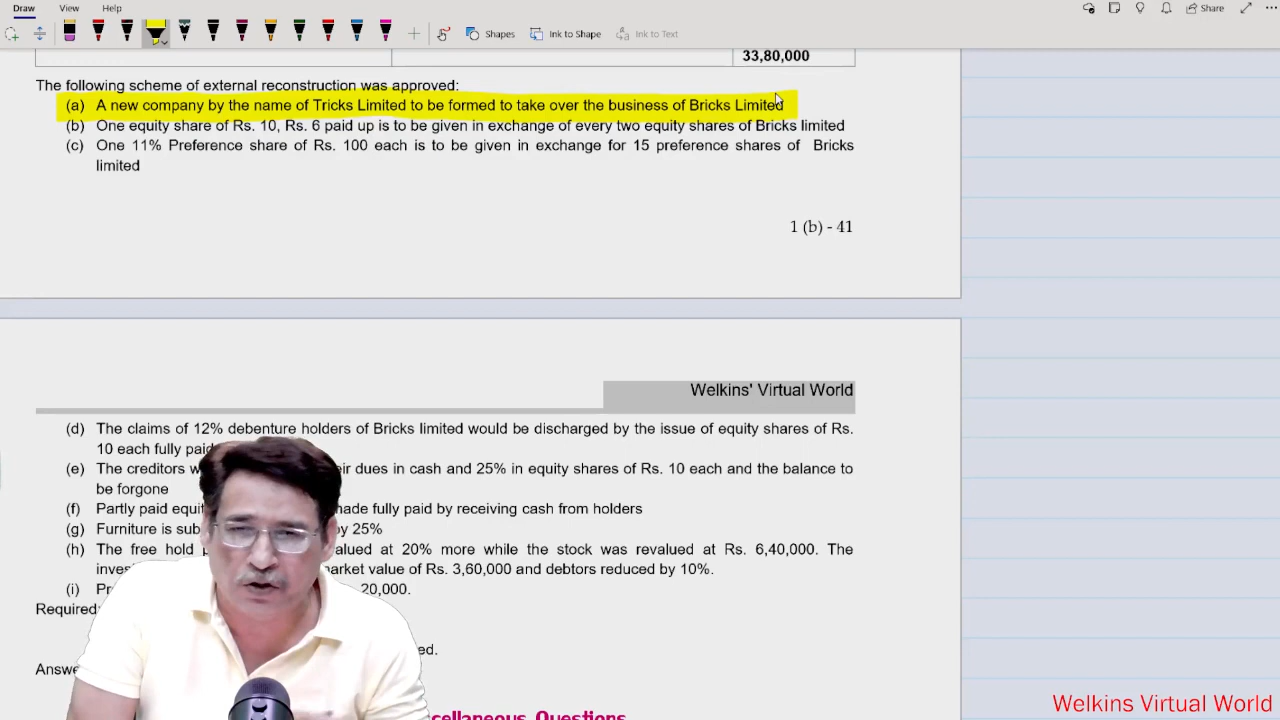 Draw View Help Share
Shapes Ink to Shape Ink to Text
33,80,000
The following scheme of external reconstruction was approved:
(a) A new company by the name of Tricks Limited to be formed to take over the business of Bricks Limited
(b) One equity share of Rs. 10, Rs. 6 paid up is to be given in exchange of every two equity shares of Bricks limited
(c) One 11% Preference share of Rs. 100 each is to be given in exchange for 15 preference shares of Bricks
limited
1 (b) - 41
Welkins' Virtual World
(d) The claims of 12% debenture holders of Bricks limited would be discharged by the issue of equity shares of Rs.
10 each fully paid
(e) The creditors dues in cash and 25% in equity shares of Rs. 10 each and the balance to
be forgone
(f) Partly paid made fully paid by receiving cash from holders
(g) Furniture is by 25%
(h) The free hold at 20% more while the stock was revalued at Rs. 6,40,000. The
value of Rs. 3,60,000 and debtors reduced by 10%.
(i) 20,000.
Required
Questions
Welkins Virtual World